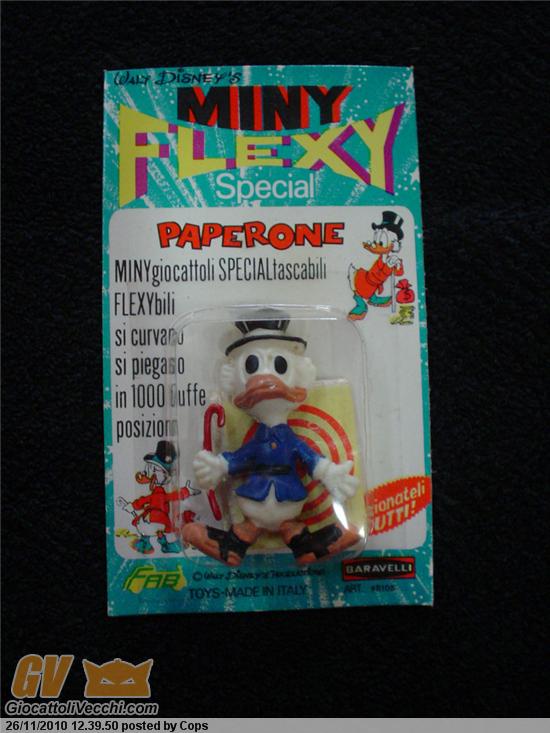 WALT DISNEY'S
MINY
FLEXY
Special
PAPERONE
MINYgiocattoli SPECIALtascabili
FLEXYbili
si curvano
si piegano
in 1000 buffe
posizioni
TUTTI!
FAB
© WALT DISNEY PRODUCTIONS
BARAVELLI
TOYS-MADE IN ITALY
ART.
GV
GiocattoliVecchi.com
26/11/2010 12.39.50 posted by Cops